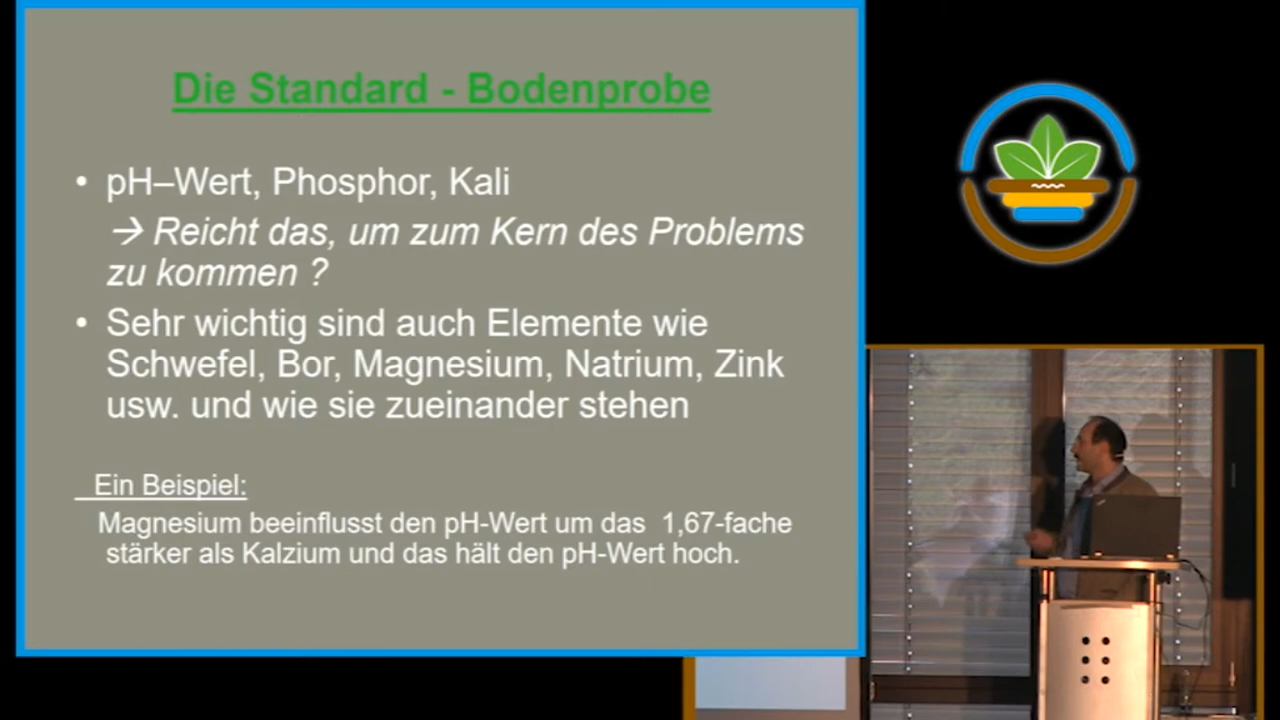 Die Standard - Bodenprobe
• pH–Wert, Phosphor, Kali
→ Reicht das, um zum Kern des Problems
zu kommen ?
• Sehr wichtig sind auch Elemente wie
Schwefel, Bor, Magnesium, Natrium, Zink
usw. und wie sie zueinander stehen
Ein Beispiel:
Magnesium beeinflusst den pH-Wert um das 1,67-fache
stärker als Kalzium und das hält den pH-Wert hoch.